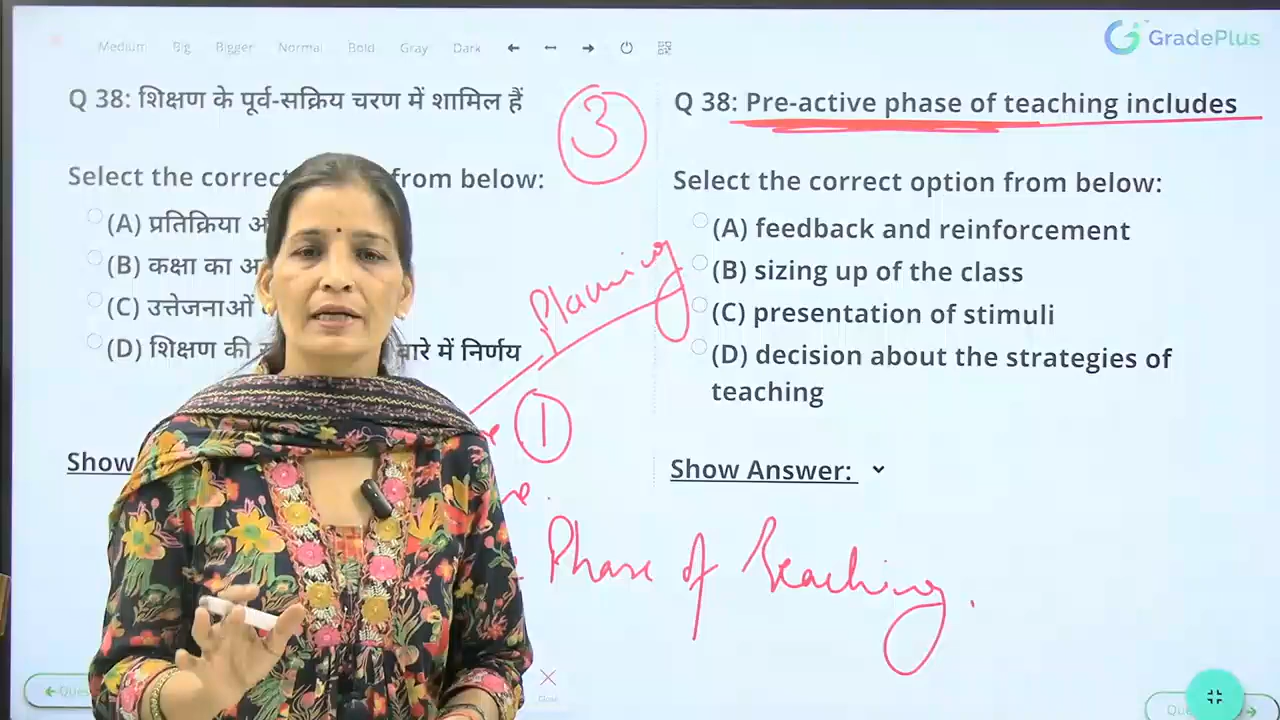 Medium Big Bigger Normal Bold Gray Dark
GradePlus
Q 38: शिक्षण के पूर्व-सक्रिय चरण में शामिल हैं
Select the correct from below:
(A) प्रतिक्रिया
(B) कक्षा का
(C) उत्तेजनाओं
(D) शिक्षण की बारे में निर्णय
Show
3
Planning
1
Phase of Teaching.
Q 38: Pre-active phase of teaching includes
Select the correct option from below:
(A) feedback and reinforcement
(B) sizing up of the class
(C) presentation of stimuli
(D) decision about the strategies of
teaching
Show Answer:
Close